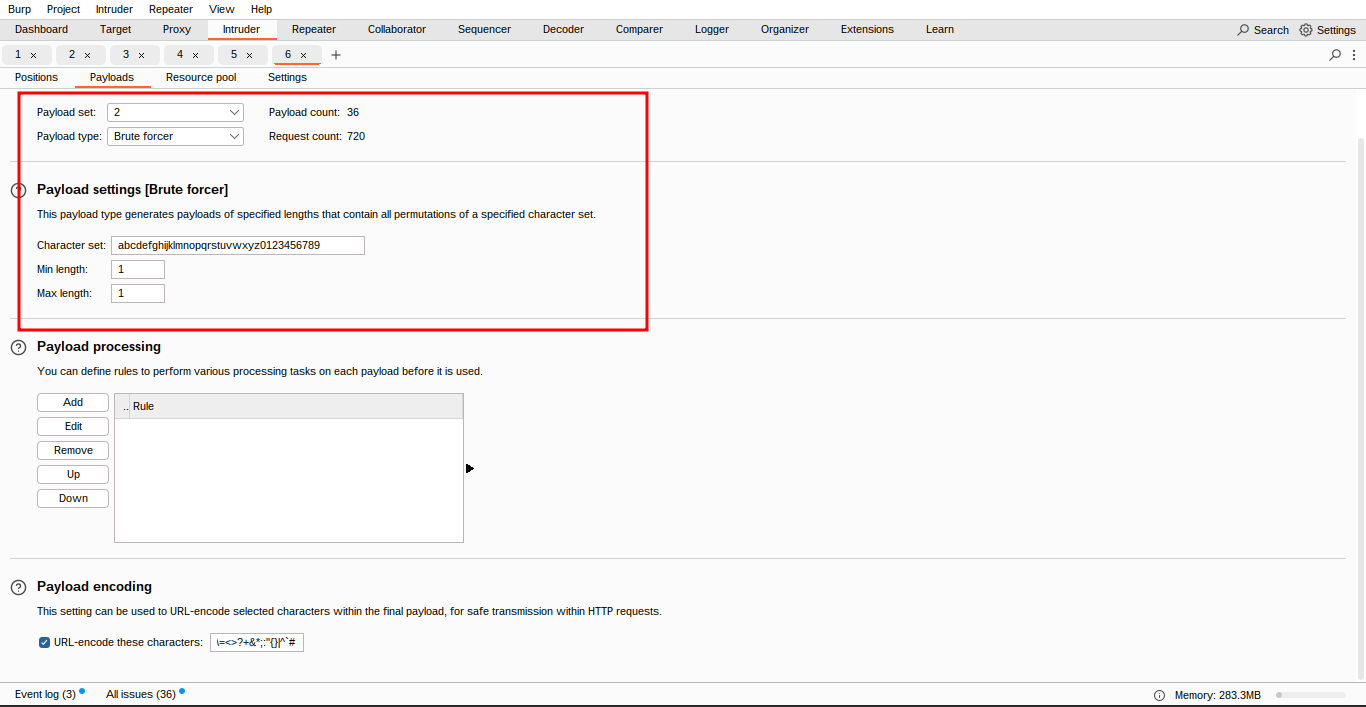 Burp Project Intruder Repeater View Help
Dashboard Target Proxy Intruder Repeater Collaborator Sequencer Decoder Comparer Logger Organizer Extensions Learn Search Settings
1 × 2 × 3 × 4 × 5 × 6 × +
Positions Payloads Resource pool Settings
Payload set: 2 Payload count: 36
Payload type: Brute forcer Request count: 720
? Payload settings [Brute forcer]
This payload type generates payloads of specified lengths that contain all permutations of a specified character set.
Character set: abcdefghijklmnopqrstuvwxyz0123456789
Min length: 1
Max length: 1
? Payload processing
You can define rules to perform various processing tasks on each payload before it is used.
Add .. Rule
Edit
Remove
Up
Down
? Payload encoding
This setting can be used to URL-encode selected characters within the final payload, for safe transmission within HTTP requests.
URL-encode these characters: \=<>?+&*;:"{}|^`#
Event log (3) All issues (36) Memory: 283.3MB